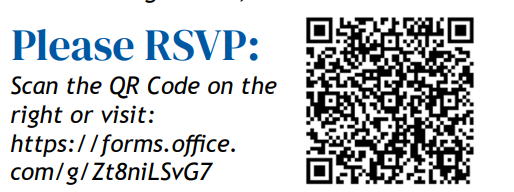 Please RSVP:
Scan the QR Code on the
right or visit:
https://forms.office.
com/g/Zt8niLSvG7